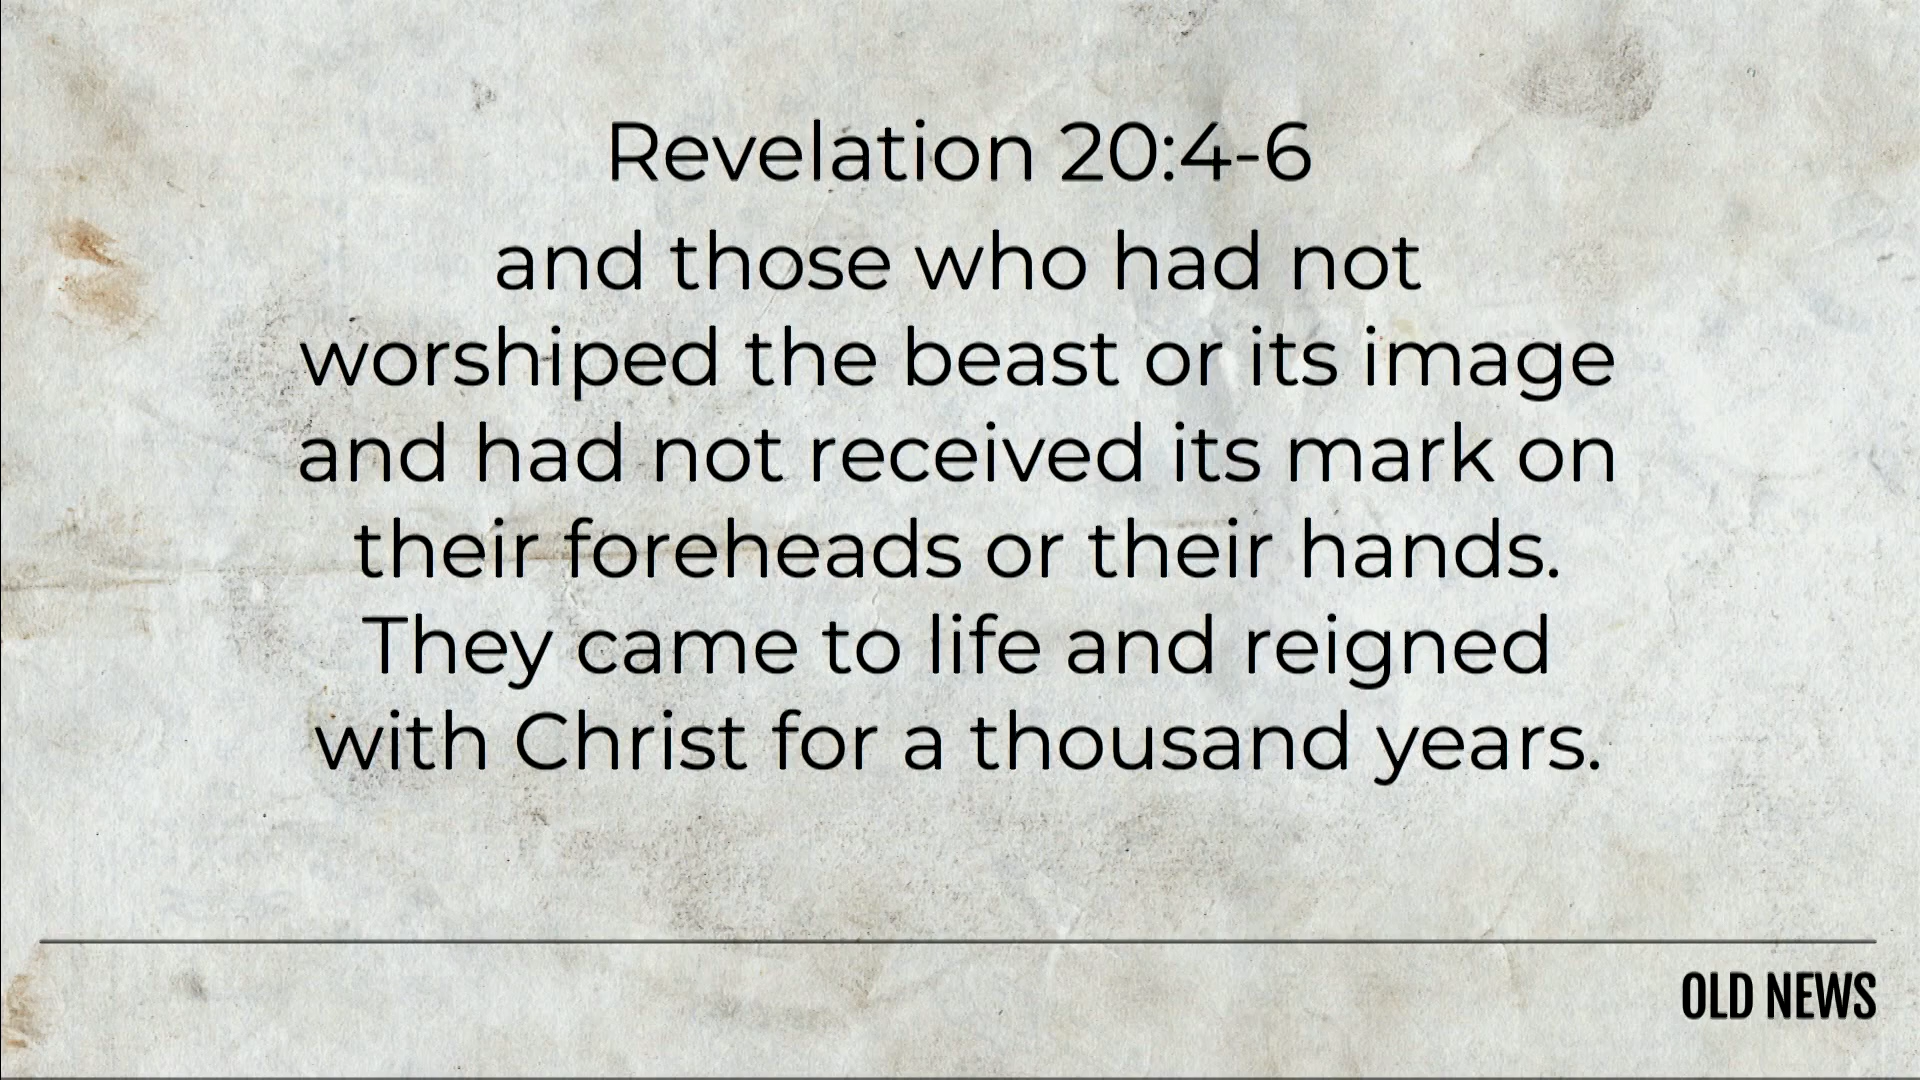 Revelation 20:4-6
and those who had not
worshiped the beast or its image
and had not received its mark on
their foreheads or their hands.
They came to life and reigned
with Christ for a thousand years.
OLD NEWS